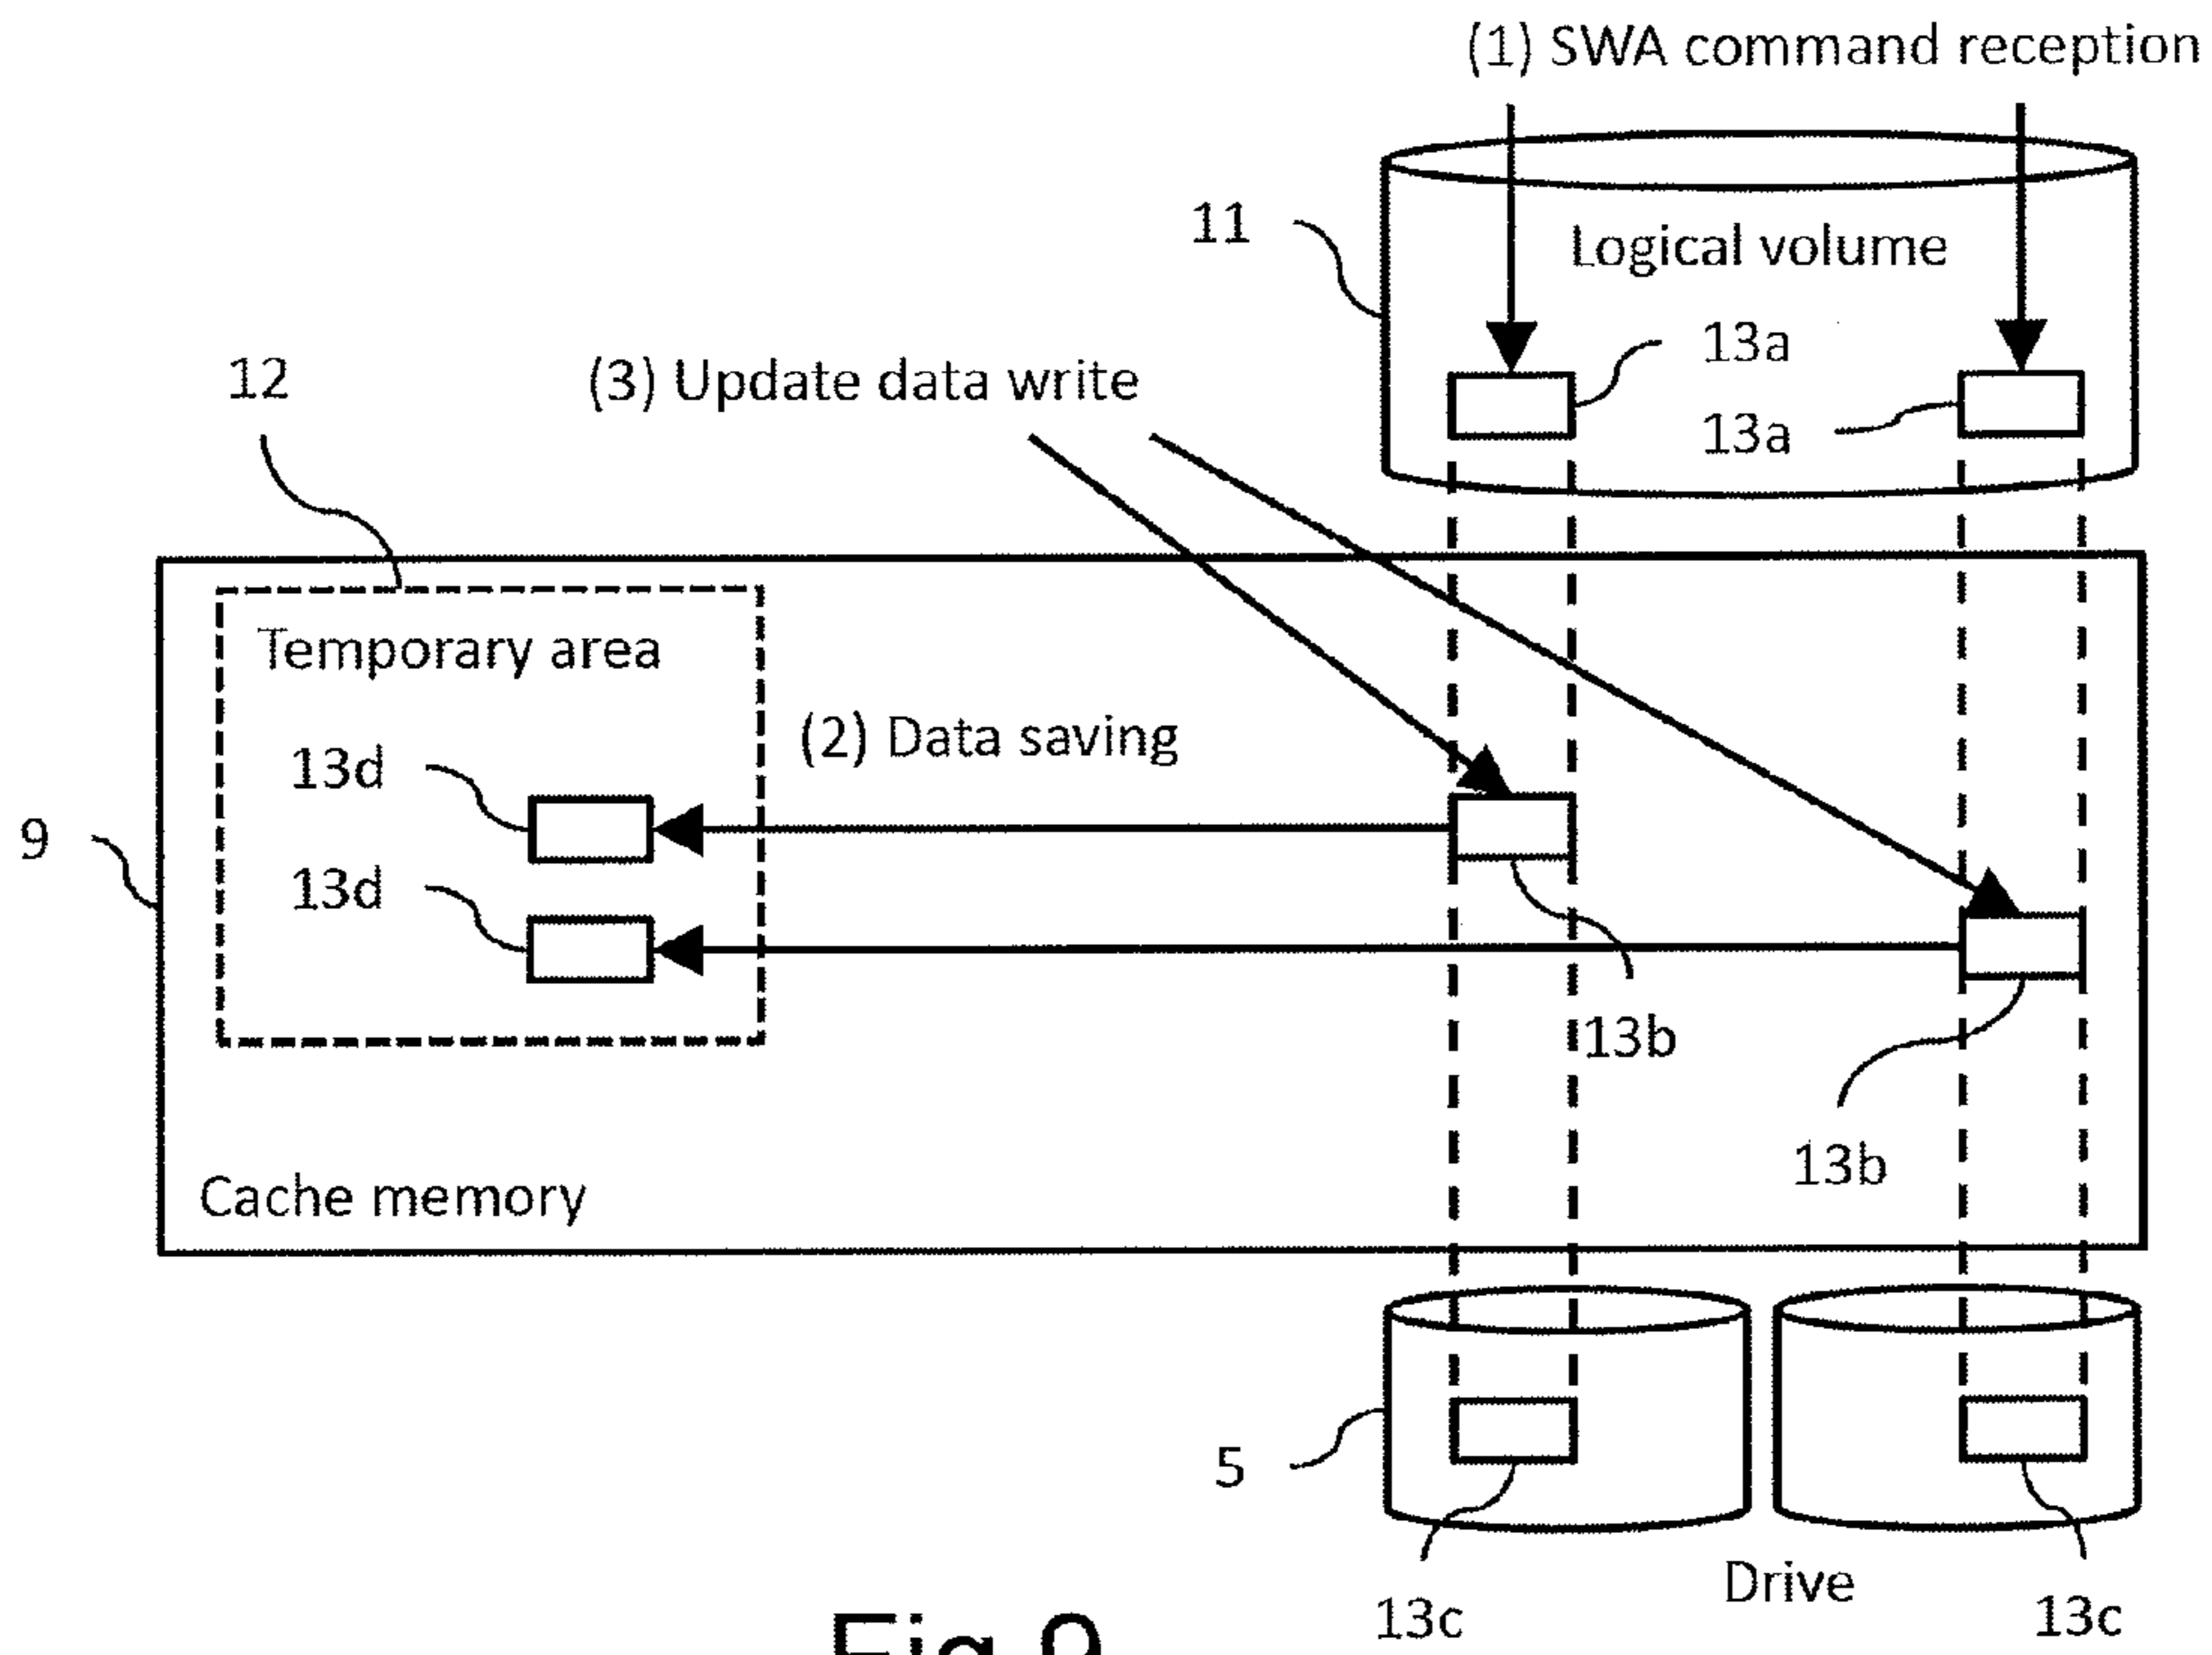 (1) SWA command reception
11
Logical volume
13a
12
(3) Update data write
13a
Temporary area
(2) Data saving
13d
9
13d
13b
13b
Cache memory
5
Drive
13c
13c